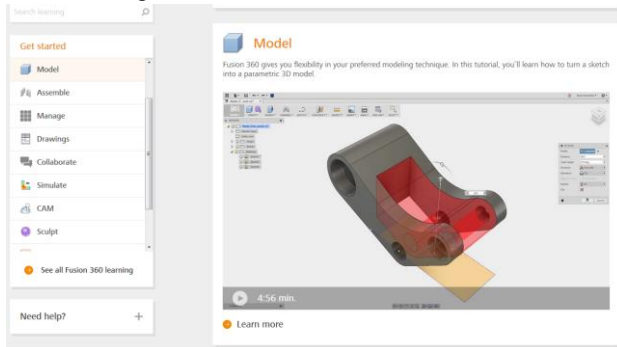 Search learning
Get started
Model
Assemble
Manage
Drawings
Collaborate
Simulate
CAM
Sculpt
See all Fusion 360 learning
Need help?
Model
Fusion 360 gives you flexibility in your preferred modeling technique. In this tutorial, you'll learn how to turn a sketch
into a parametric 3D model.
4:56 min.
Learn more